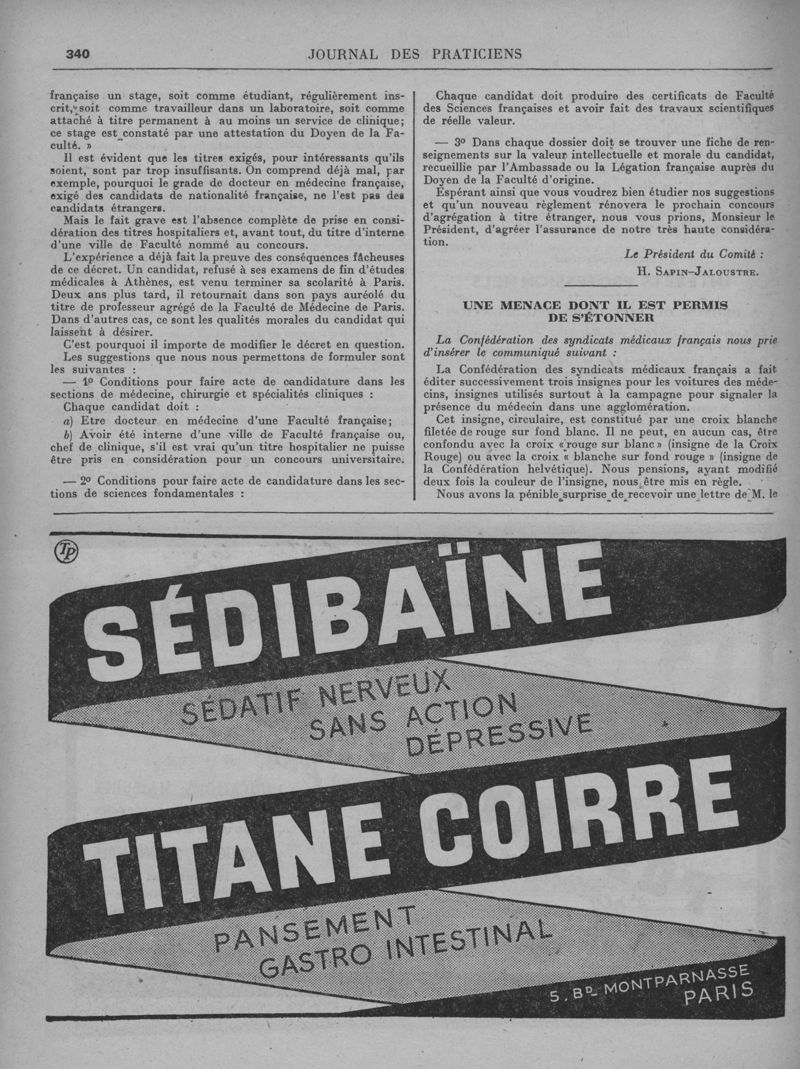 340
JOURNAL DES PRATICIENS
française un stage, soit comme étudiant, régulièrement ins-
crit, soit comme travailleur dans un laboratoire, soit comme
attaché à titre permanent à au moins un service de clinique;
ce stage est constaté par une attestation du Doyen de la Fa-
culté. »
Il est évident que les titres exigés, pour intéressants qu'ils
soient, sont par trop insuffisants. On comprend déjà mal, par
exemple, pourquoi le grade de docteur en médecine française,
exigé des candidats de nationalité française, ne l'est pas des
candidats étrangers.
Mais le fait grave est l'absence complète de prise en consi-
dération des titres hospitaliers et, avant tout, du titre d'interne
d'une ville de Faculté nommé au concours.
L'expérience a déjà fait la preuve des conséquences fâcheuses
de ce décret. Un candidat, refusé à ses examens de fin d'études
médicales à Athènes, est venu terminer sa scolarité à Paris.
Deux ans plus tard, il retournait dans son pays auréolé du
titre de professeur agrégé de la Faculté de Médecine de Paris.
Dans d'autres cas, ce sont les qualités morales du candidat qui
laissent à désirer.
C'est pourquoi il importe de modifier le décret en question.
Les suggestions que nous nous permettons de formuler sont
les suivantes :
— 1º Conditions pour faire acte de candidature dans les
sections de médecine, chirurgie et spécialités cliniques :
Chaque candidat doit :
a) Etre docteur en médecine d'une Faculté française;
b) Avoir été interne d'une ville de Faculté française ou,
chef de clinique, s'il est vrai qu'un titre hospitalier ne puisse
être pris en considération pour un concours universitaire.
— 2º Conditions pour faire acte de candidature dans les sec-
tions de sciences fondamentales :
Chaque candidat doit produire des certificats de Faculté
des Sciences françaises et avoir fait des travaux scientifiques
de réelle valeur.
— 3º Dans chaque dossier doit se trouver une fiche de ren-
seignements sur la valeur intellectuelle et morale du candidat,
recueillie par l'Ambassade ou la Légation française auprès du
Doyen de la Faculté d'origine.
Espérant ainsi que vous voudrez bien étudier nos suggestions
et qu'un nouveau règlement rénovera le prochain concours
d'agrégation à titre étranger, nous vous prions, Monsieur le
Président, d'agréer l'assurance de notre très haute considéra-
tion.
Le Président du Comité :
H. SAPIN-JALOUSTRE.
UNE MENACE DONT IL EST PERMIS
DE S'ÉTONNER
La Confédération des syndicats médicaux français nous prie
d'insérer le communiqué suivant :
La Confédération des syndicats médicaux français a fait
éditer successivement trois insignes pour les voitures des méde-
cins, insignes utilisés surtout à la campagne pour signaler la
présence du médecin dans une agglomération.
Cet insigne, circulaire, est constitué par une croix blanche
filetée de rouge sur fond blanc. Il ne peut, en aucun cas, être
confondu avec la croix « rouge sur blanc » (insigne de la Croix
Rouge) ou avec la croix « blanche sur fond rouge » (insigne de
la Confédération helvétique). Nous pensions, ayant modifié
deux fois la couleur de l'insigne, nous être mis en règle.
Nous avons la pénible surprise de recevoir une lettre de M. le
TP
SÉDIBAÏNE
SÉDATIF NERVEUX
SANS ACTION
DÉPRESSIVE
TITANE COIRRE
PANSEMENT
GASTRO INTESTINAL
5, Bᴰ MONTPARNASSE
PARIS